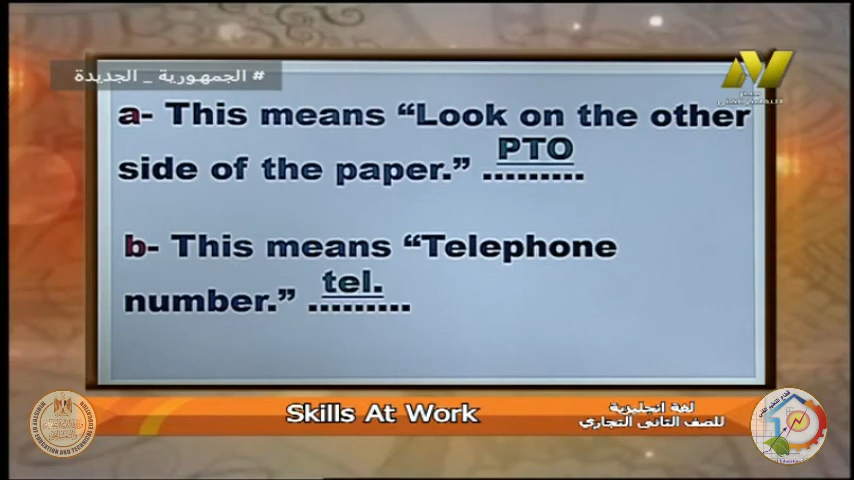 # الجمهورية _ الجديدة
a- This means “Look on the other
PTO
side of the paper.” .........
b- This means “Telephone
tel.
number.” .........
Skills At Work
لغة انجليزية
للصف الثانى التجاري